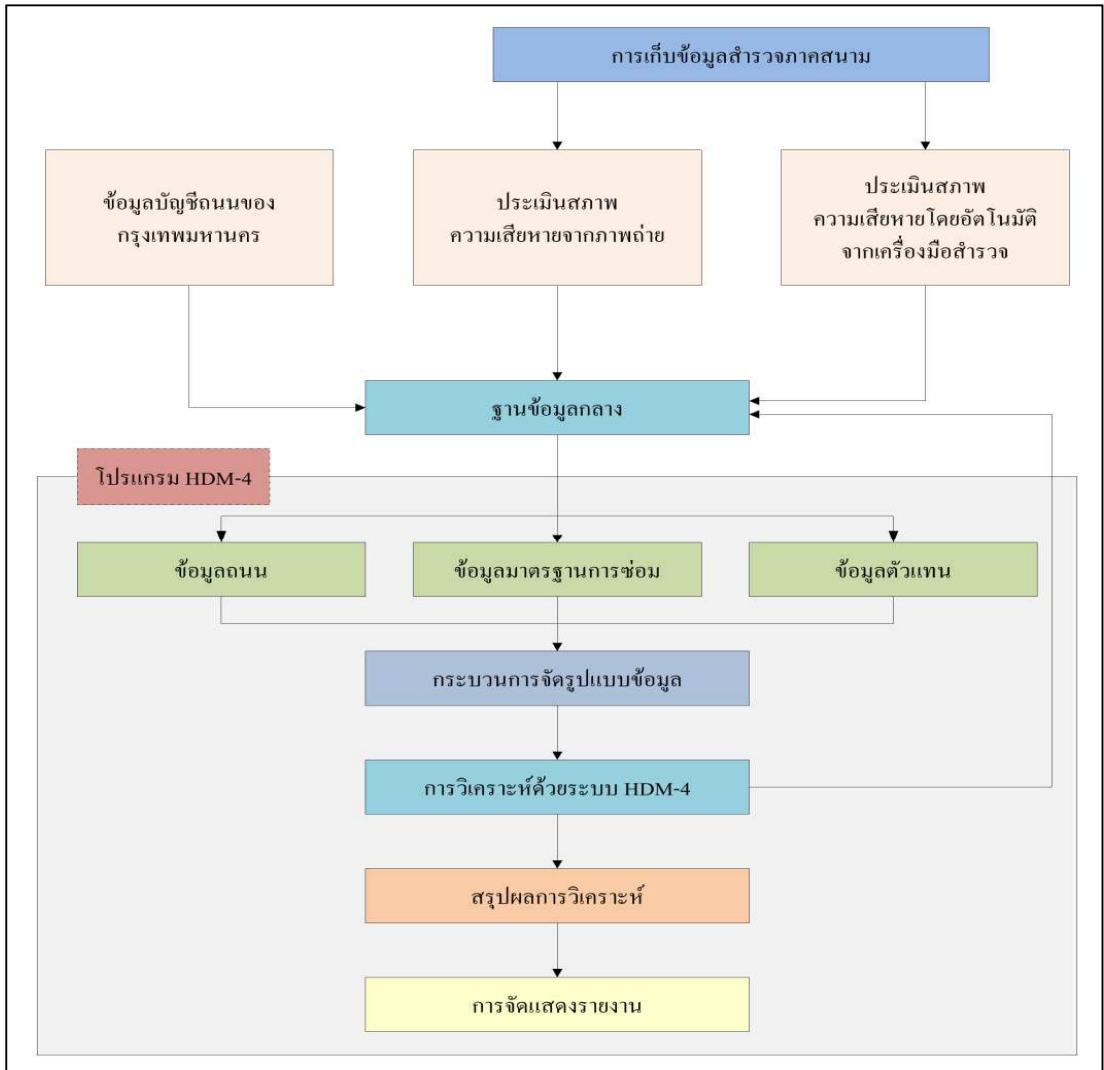 การเก็บข้อมูลสำรวจภาคสนาม
ข้อมูลบัญชีถนนของ
กรุงเทพมหานคร
ประเมินสภาพ
ความเสียหายจากภาพถ่าย
ประเมินสภาพ
ความเสียหายโดยอัตโนมัติ
จากเครื่องมือสำรวจ
ฐานข้อมูลกลาง
โปรแกรม HDM-4
ข้อมูลถนน
ข้อมูลมาตรฐานการซ่อม
ข้อมูลตัวแทน
กระบวนการจัดรูปแบบข้อมูล
การวิเคราะห์ด้วยระบบ HDM-4
สรุปผลการวิเคราะห์
การจัดแสดงรายงาน